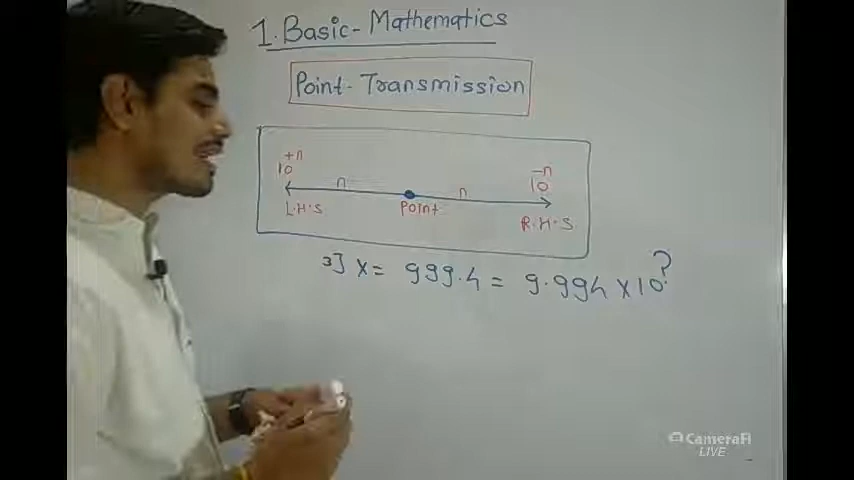 1. Basic - Mathematics
Point - Transmission
10+n n n 10-n
L.H.S Point R.H.S
3] x = 999.4 = 9.994 x 10?
CameraFi
LIVE